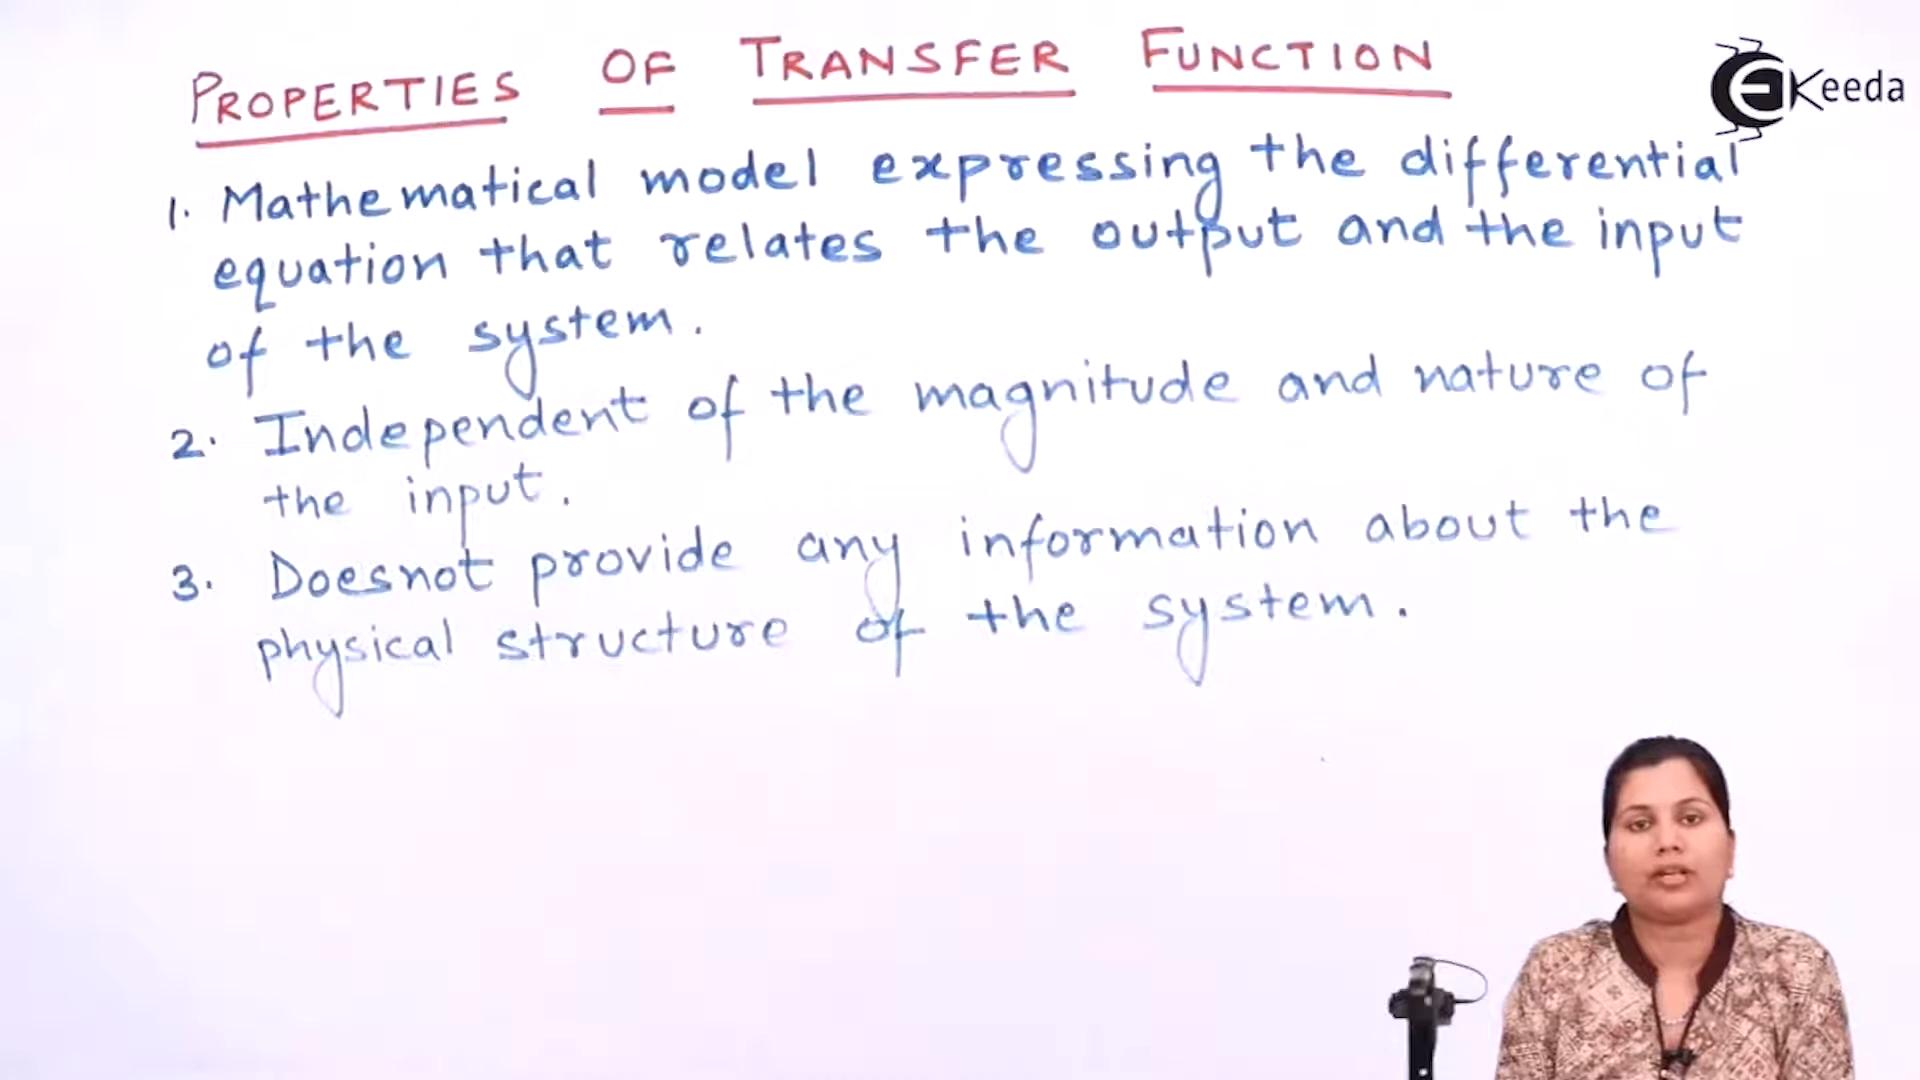 PROPERTIES OF TRANSFER FUNCTION
Keeda
1. Mathematical model expressing the differential
equation that relates the output and the input
of the system.
2. Independent of the magnitude and nature of
the input.
3. Doesnot provide any information about the
physical structure of the system.